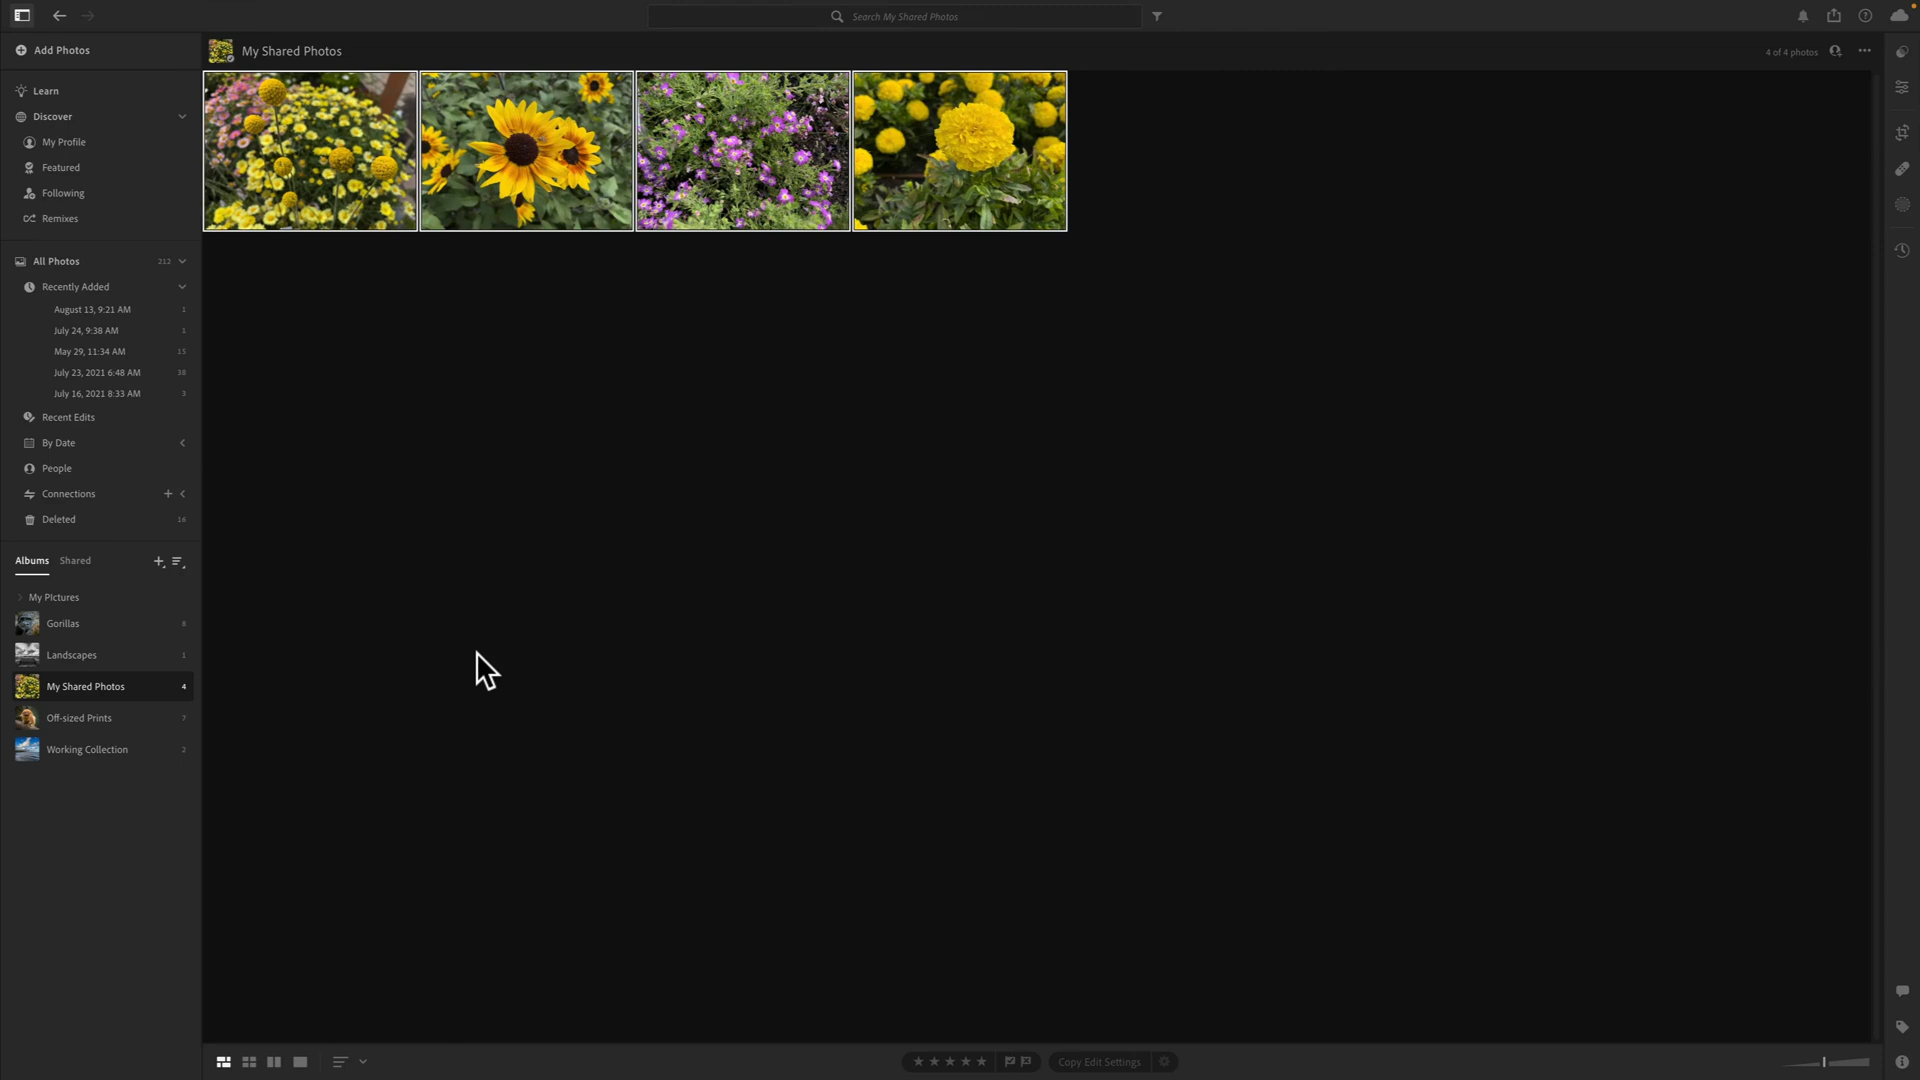 Search My Shared Photos
Add Photos
My Shared Photos
4 of 4 photos
Learn
Discover
My Profile
Featured
Following
Remixes
All Photos 212
Recently Added
August 13, 9:21 AM 1
July 24, 9:38 AM 1
May 29, 11:34 AM 15
July 23, 2021 6:48 AM 38
July 16, 2021 8:33 AM 3
Recent Edits
By Date
People
Connections
Deleted 16
Albums Shared
My PIctures
Gorillas 8
Landscapes 1
My Shared Photos 4
Off-sized Prints 7
Working Collection 2
Copy Edit Settings